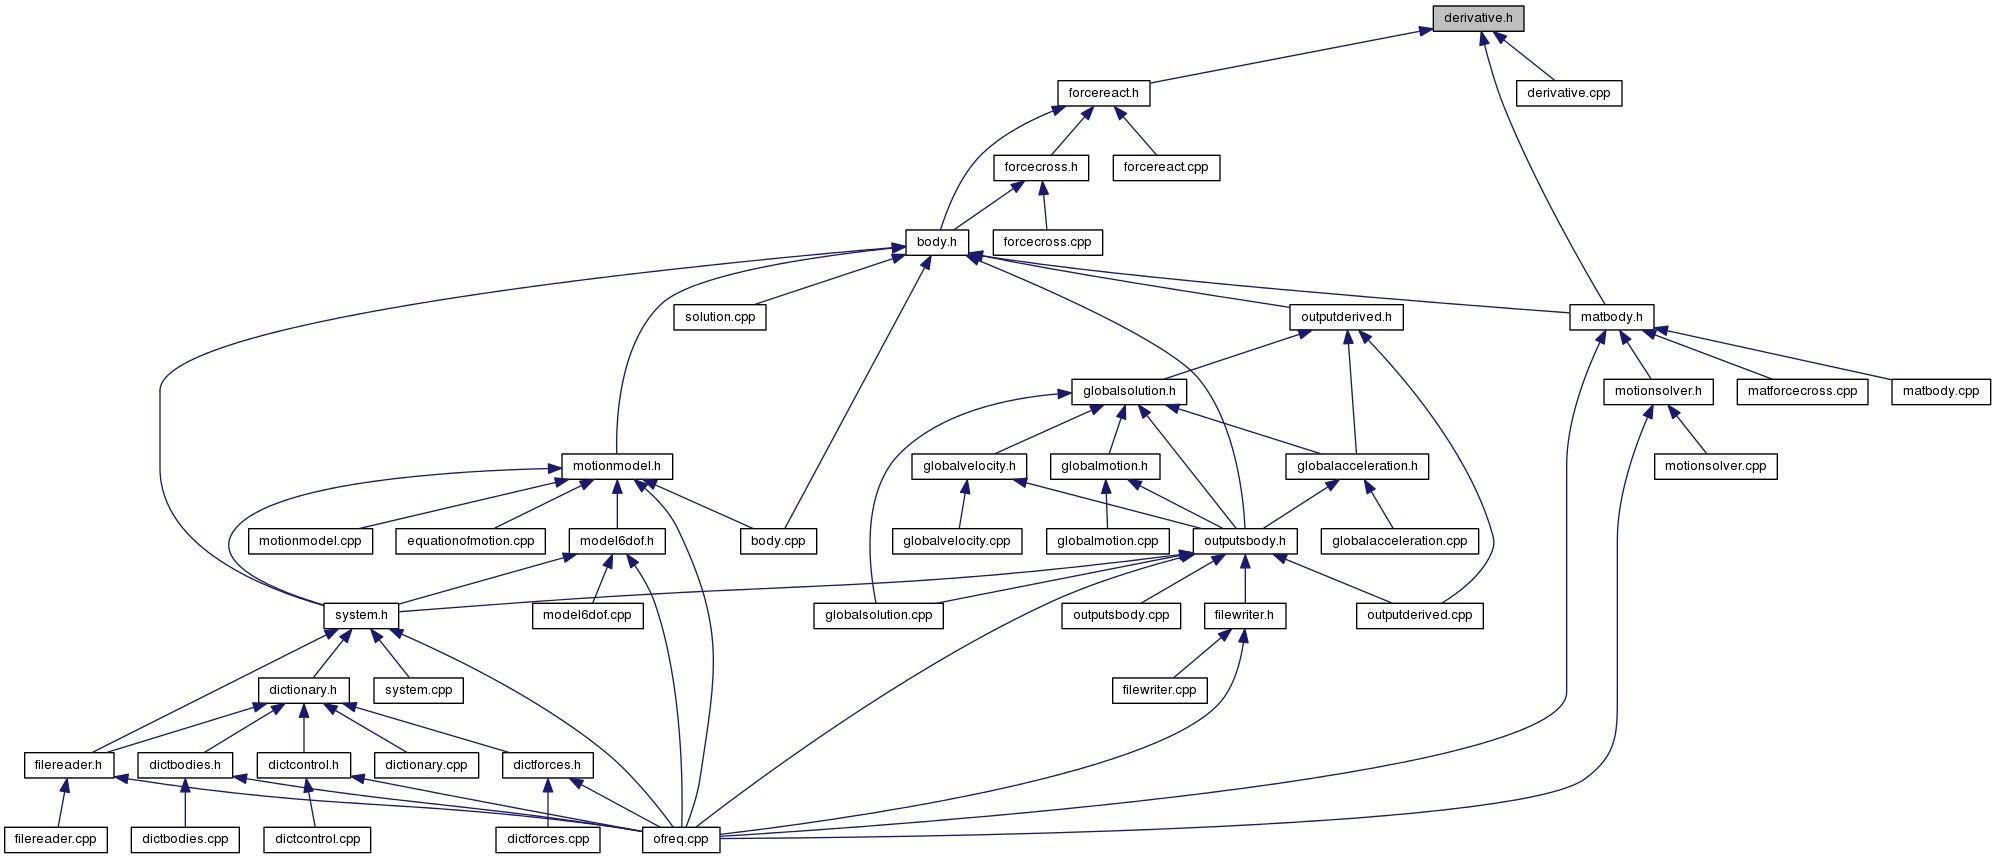 derivative.h
forcereact.h
derivative.cpp
forcecross.h
forcereact.cpp
body.h
forcecross.cpp
solution.cpp
outputderived.h
matbody.h
globalsolution.h
motionsolver.h
matforcecross.cpp
matbody.cpp
motionmodel.h
globalvelocity.h
globalmotion.h
globalacceleration.h
motionsolver.cpp
motionmodel.cpp
equationofmotion.cpp
model6dof.h
body.cpp
globalvelocity.cpp
globalmotion.cpp
outputsbody.h
globalacceleration.cpp
system.h
model6dof.cpp
globalsolution.cpp
outputsbody.cpp
filewriter.h
outputderived.cpp
dictionary.h
system.cpp
filewriter.cpp
filereader.h
dictbodies.h
dictcontrol.h
dictionary.cpp
dictforces.h
filereader.cpp
dictbodies.cpp
dictcontrol.cpp
dictforces.cpp
ofreq.cpp